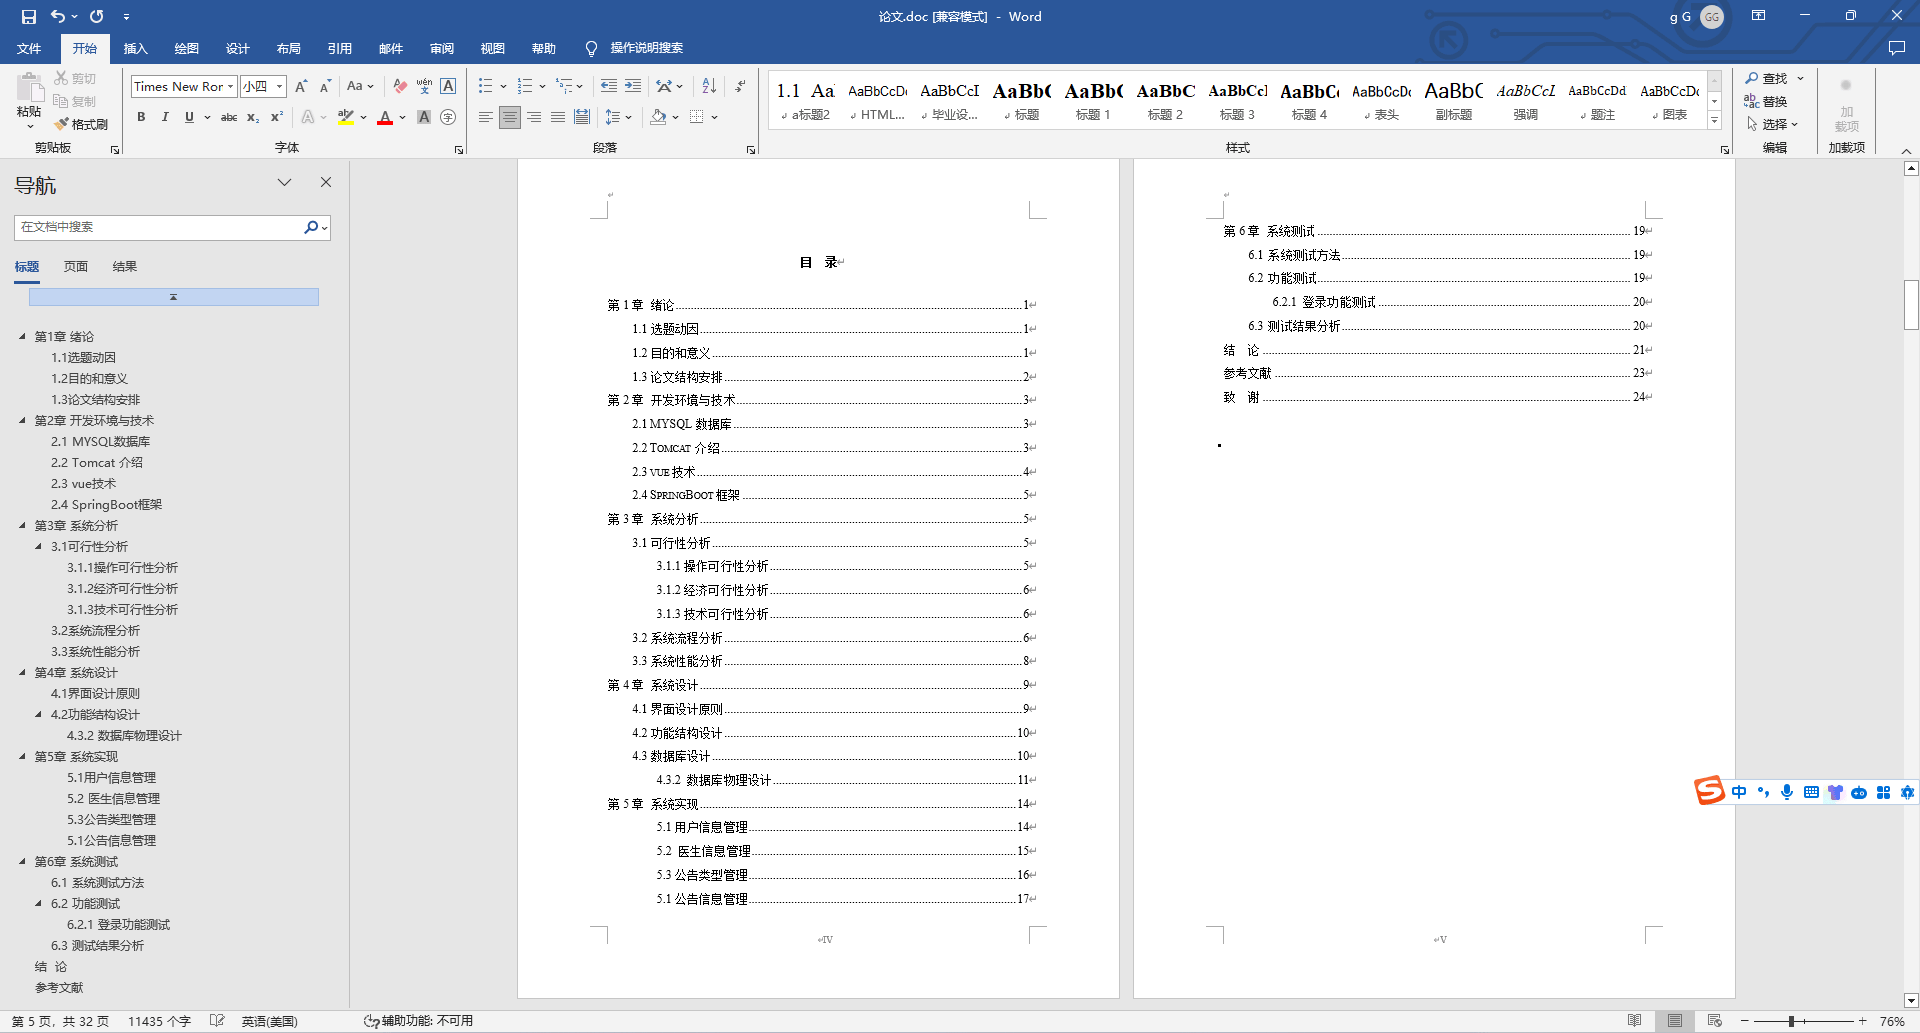 论文.doc [兼容模式] - Word
g G GG
文件 开始 插入 绘图 设计 布局 引用 邮件 审阅 视图 帮助 操作说明搜索
粘贴
剪切
复制
格式刷
剪贴板
Times New Ror 小四
字体
段落
1.1 Aa AaBbCcDc AaBbCcI AaBbC AaBbC AaBbC AaBbCcI AaBbCc AaBbCcDc AaBbC AaBbCcL AaBbCcDd AaBbCcDc
a标题2 HTML... 毕业设... 标题 标题 1 标题 2 标题 3 标题 4 表头 副标题 强调 题注 图表
样式
查找
替换
选择
编辑
加载项
加载项
导航
在文档中搜索
标题 页面 结果
第1章 绪论
1.1选题动因
1.2目的和意义
1.3论文结构安排
第2章 开发环境与技术
2.1 MYSQL数据库
2.2 Tomcat 介绍
2.3 vue技术
2.4 SpringBoot框架
第3章 系统分析
3.1可行性分析
3.1.1操作可行性分析
3.1.2经济可行性分析
3.1.3技术可行性分析
3.2系统流程分析
3.3系统性能分析
第4章 系统设计
4.1界面设计原则
4.2功能结构设计
4.3.2 数据库物理设计
第5章 系统实现
5.1用户信息管理
5.2 医生信息管理
5.3公告类型管理
5.1公告信息管理
第6章 系统测试
6.1 系统测试方法
6.2 功能测试
6.2.1 登录功能测试
6.3 测试结果分析
结 论
参考文献
目 录
第 1 章 绪论 1
1.1 选题动因 1
1.2 目的和意义 1
1.3 论文结构安排 2
第 2 章 开发环境与技术 3
2.1 MYSQL 数据库 3
2.2 TOMCAT 介绍 3
2.3 VUE 技术 4
2.4 SPRINGBOOT 框架 5
第 3 章 系统分析 5
3.1 可行性分析 5
3.1.1 操作可行性分析 5
3.1.2 经济可行性分析 6
3.1.3 技术可行性分析 6
3.2 系统流程分析 6
3.3 系统性能分析 8
第 4 章 系统设计 9
4.1 界面设计原则 9
4.2 功能结构设计 10
4.3 数据库设计 10
4.3.2 数据库物理设计 11
第 5 章 系统实现 14
5.1 用户信息管理 14
5.2 医生信息管理 15
5.3 公告类型管理 16
5.1 公告信息管理 17
IV
第 6 章 系统测试 19
6.1 系统测试方法 19
6.2 功能测试 19
6.2.1 登录功能测试 20
6.3 测试结果分析 20
结 论 21
参考文献 23
致 谢 24
V
中
第 5 页，共 32 页 11435 个字 英语(美国) 辅助功能: 不可用 76%